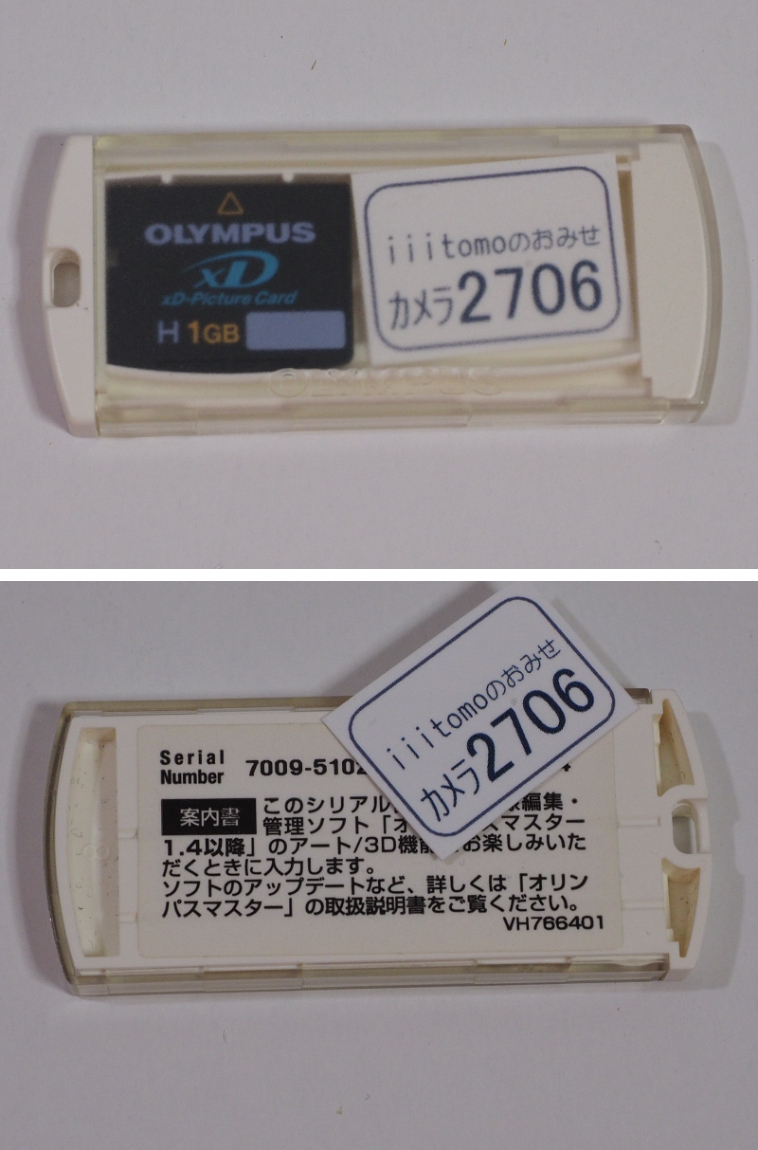 OLYMPUS
xD
xD-Picture Card
H 1GB
iiitomoのおみせ
カメラ2706
OLYMPUS
iiitomoのおみせ
カメラ2706
Serial
Number 7009-5102
案内書 このシリアル 編集・
管理ソフト「オ パスマスター
1.4以降」のアート/3D機能 お楽しみいた
だくときに入力します。
ソフトのアップデートなど、詳しくは「オリン
パスマスター」の取扱説明書をご覧ください。
VH766401